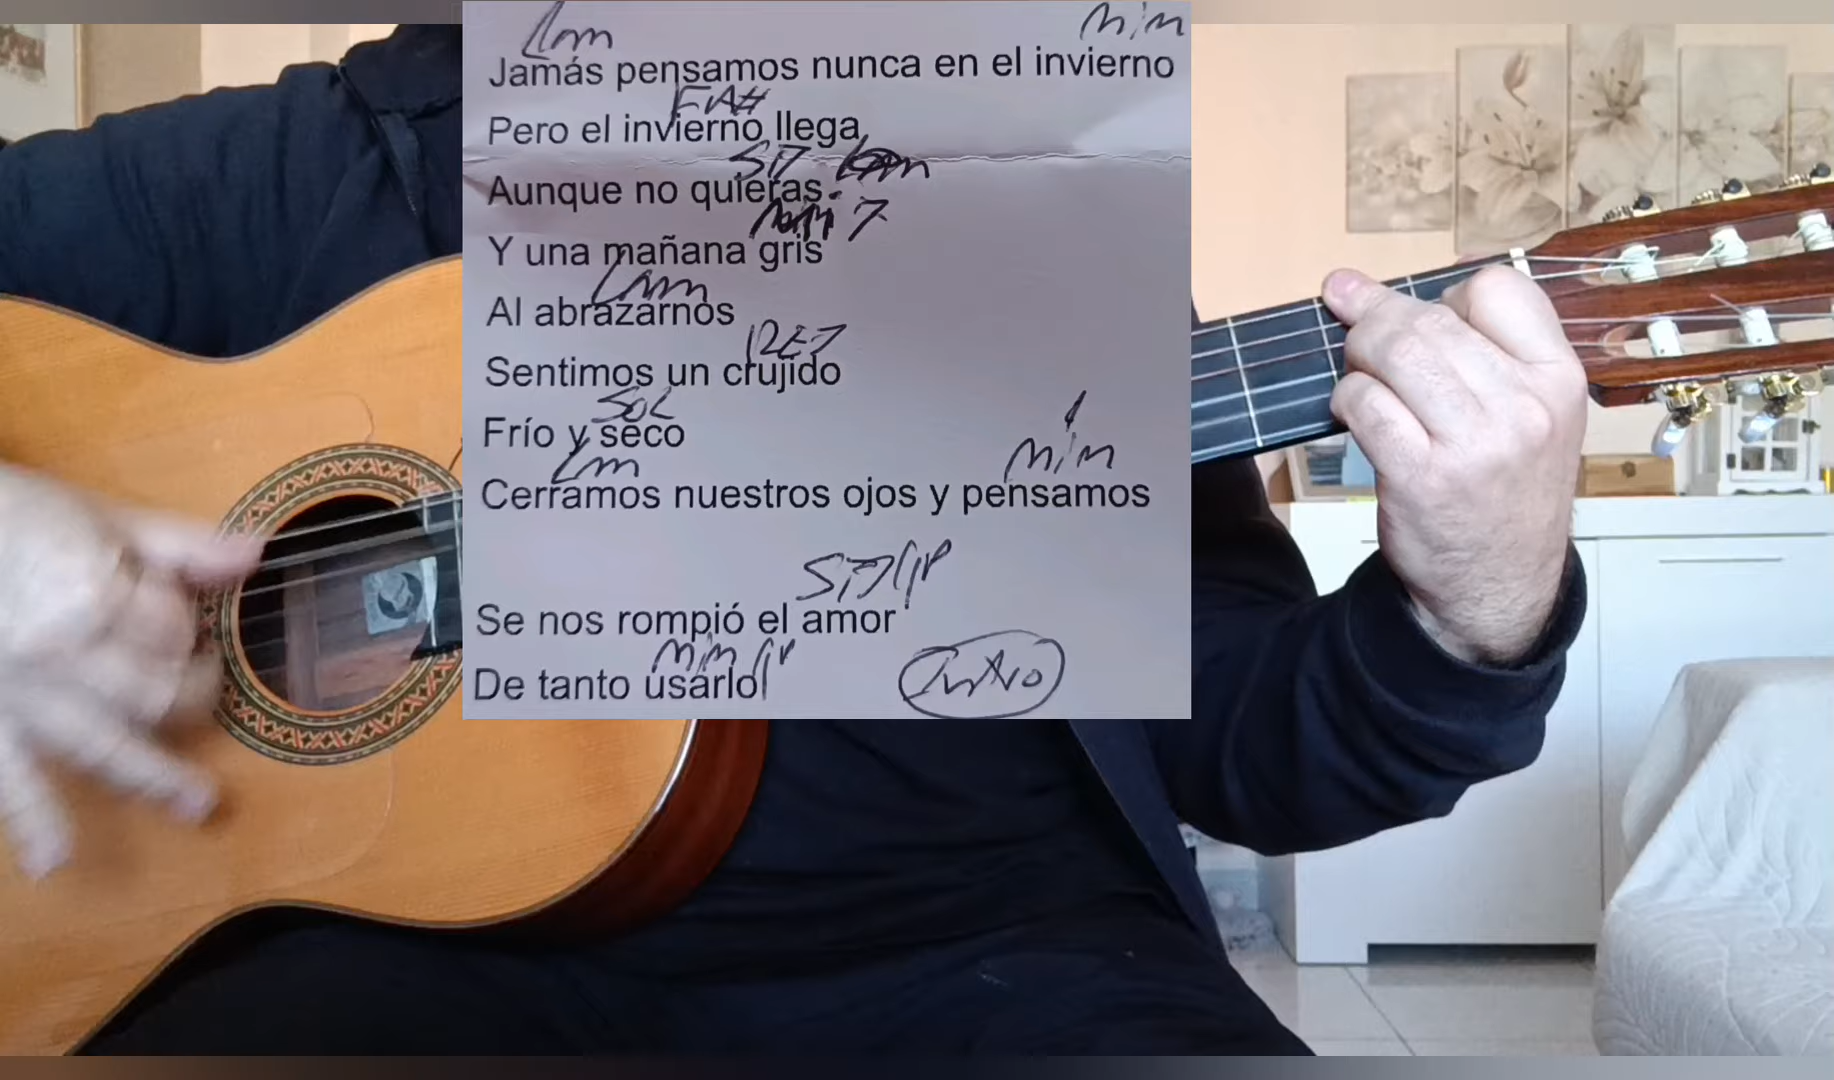 Lam mim
Jamás pensamos nunca en el invierno
FA#
Pero el invierno llega
SI7
Aunque no quieras.
7
Y una mañana gris
Lam
Al abrazarnos
RE7
Sentimos un crujido
SOL
Frío y seco
Lam mim
Cerramos nuestros ojos y pensamos
SI7
Se nos rompió el amor
mim
De tanto usarlo
Intro